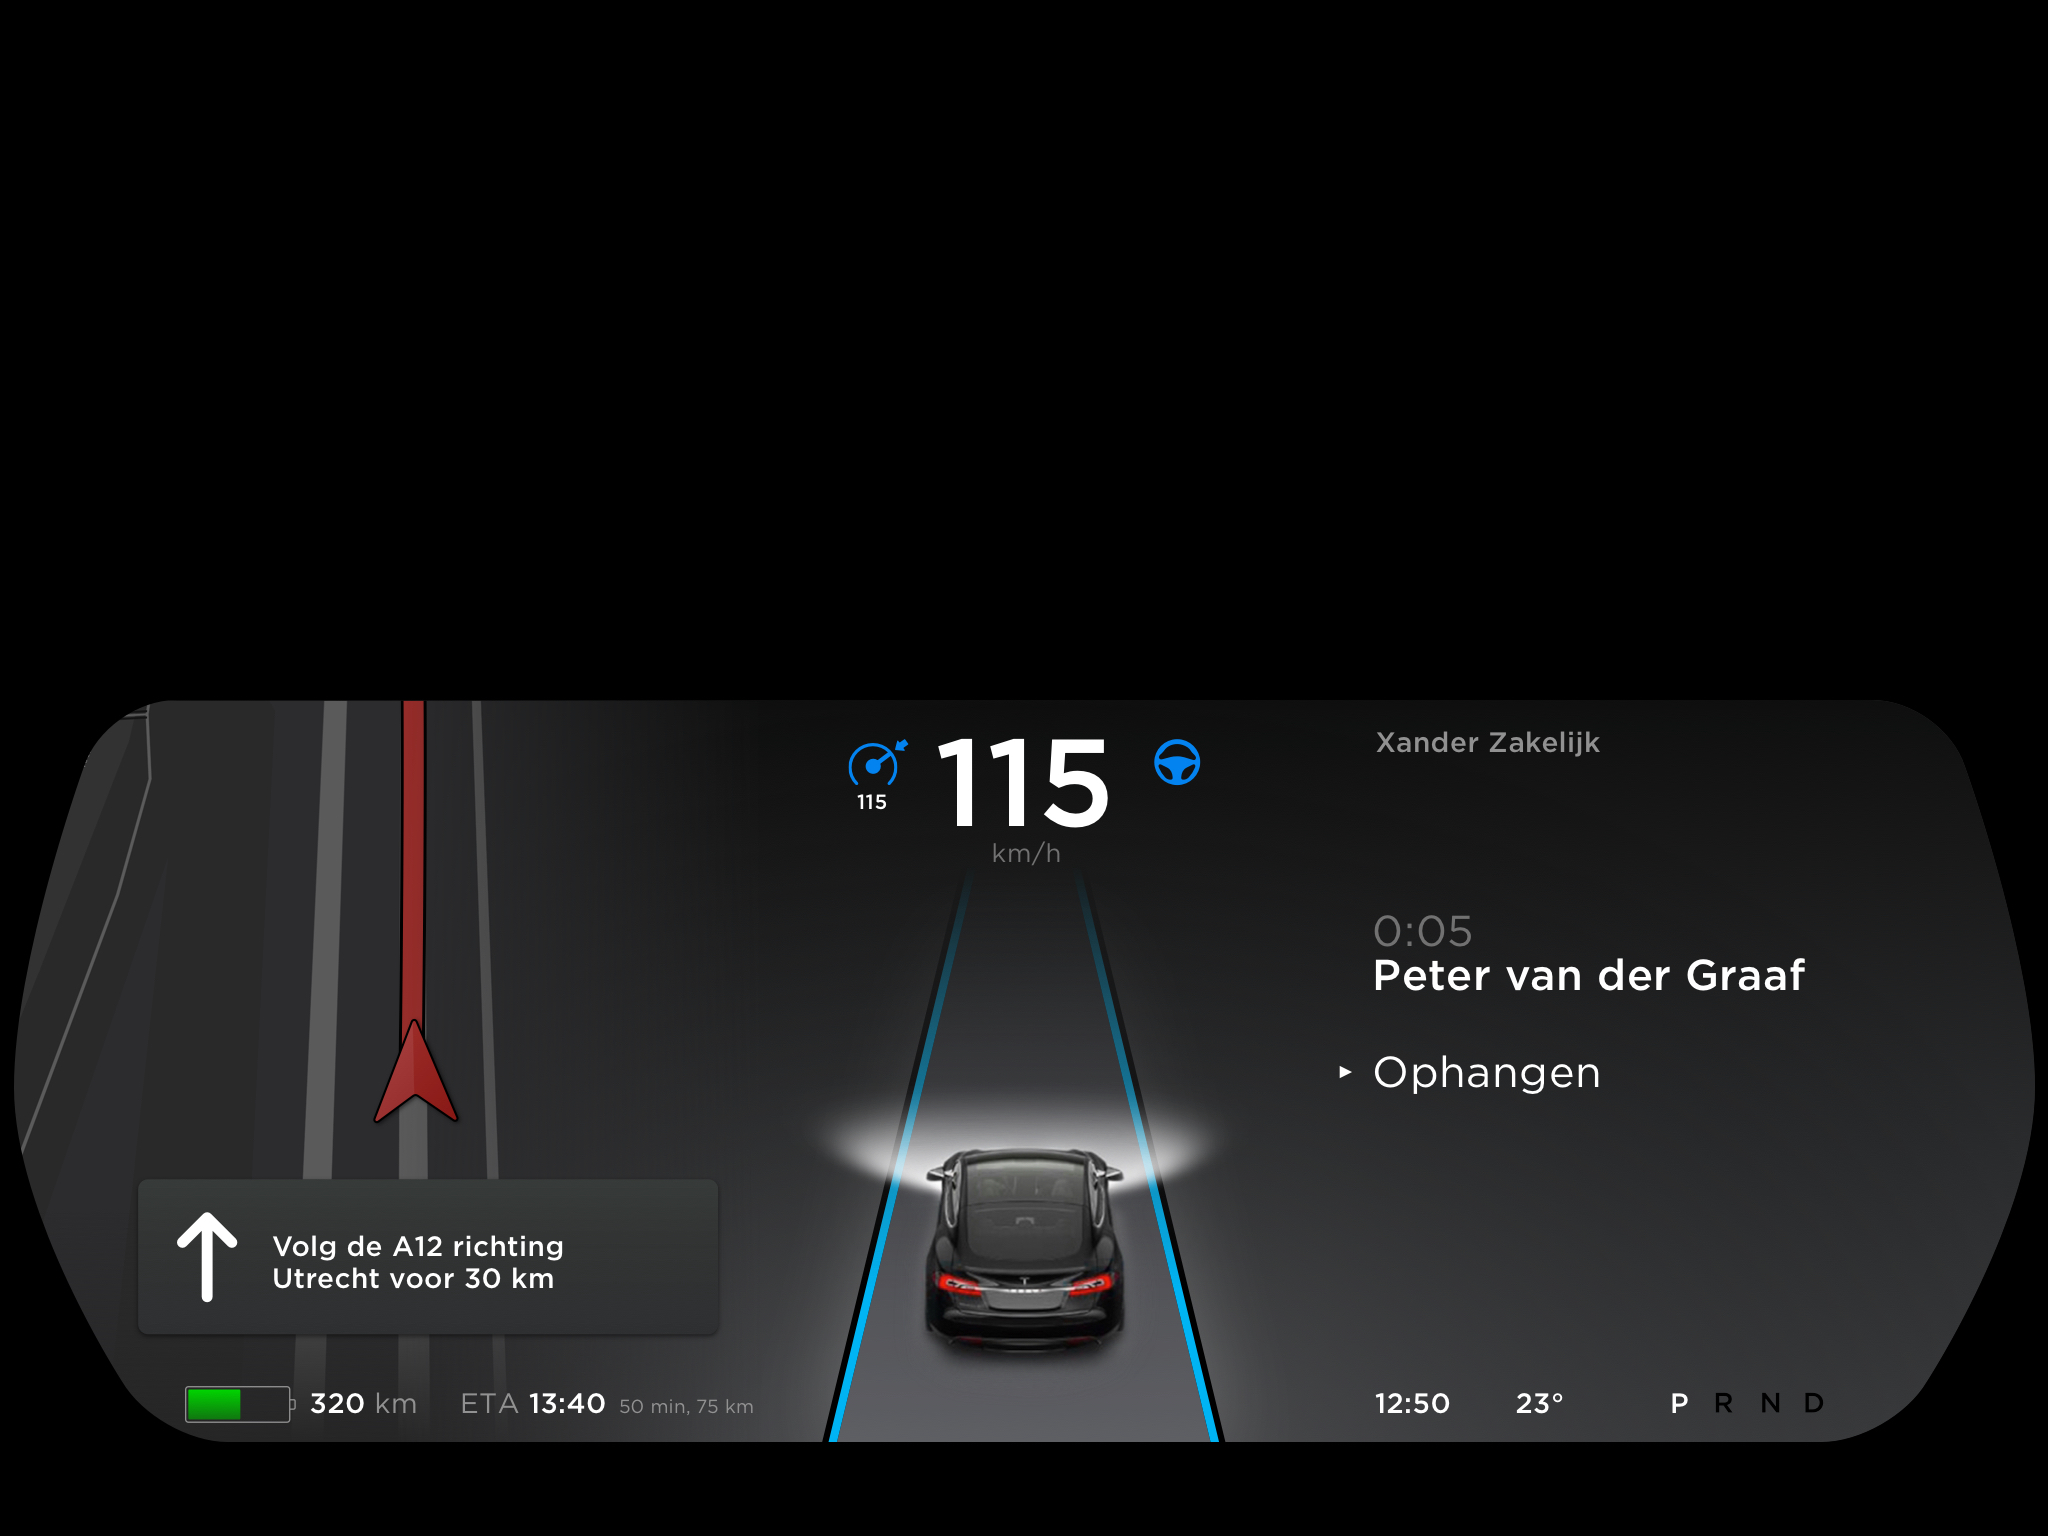 115
115
km/h
Xander Zakelijk
0:05
Peter van der Graaf
Ophangen
Volg de A12 richting
Utrecht voor 30 km
320 km ETA 13:40 50 min, 75 km
12:50 23° P R N D